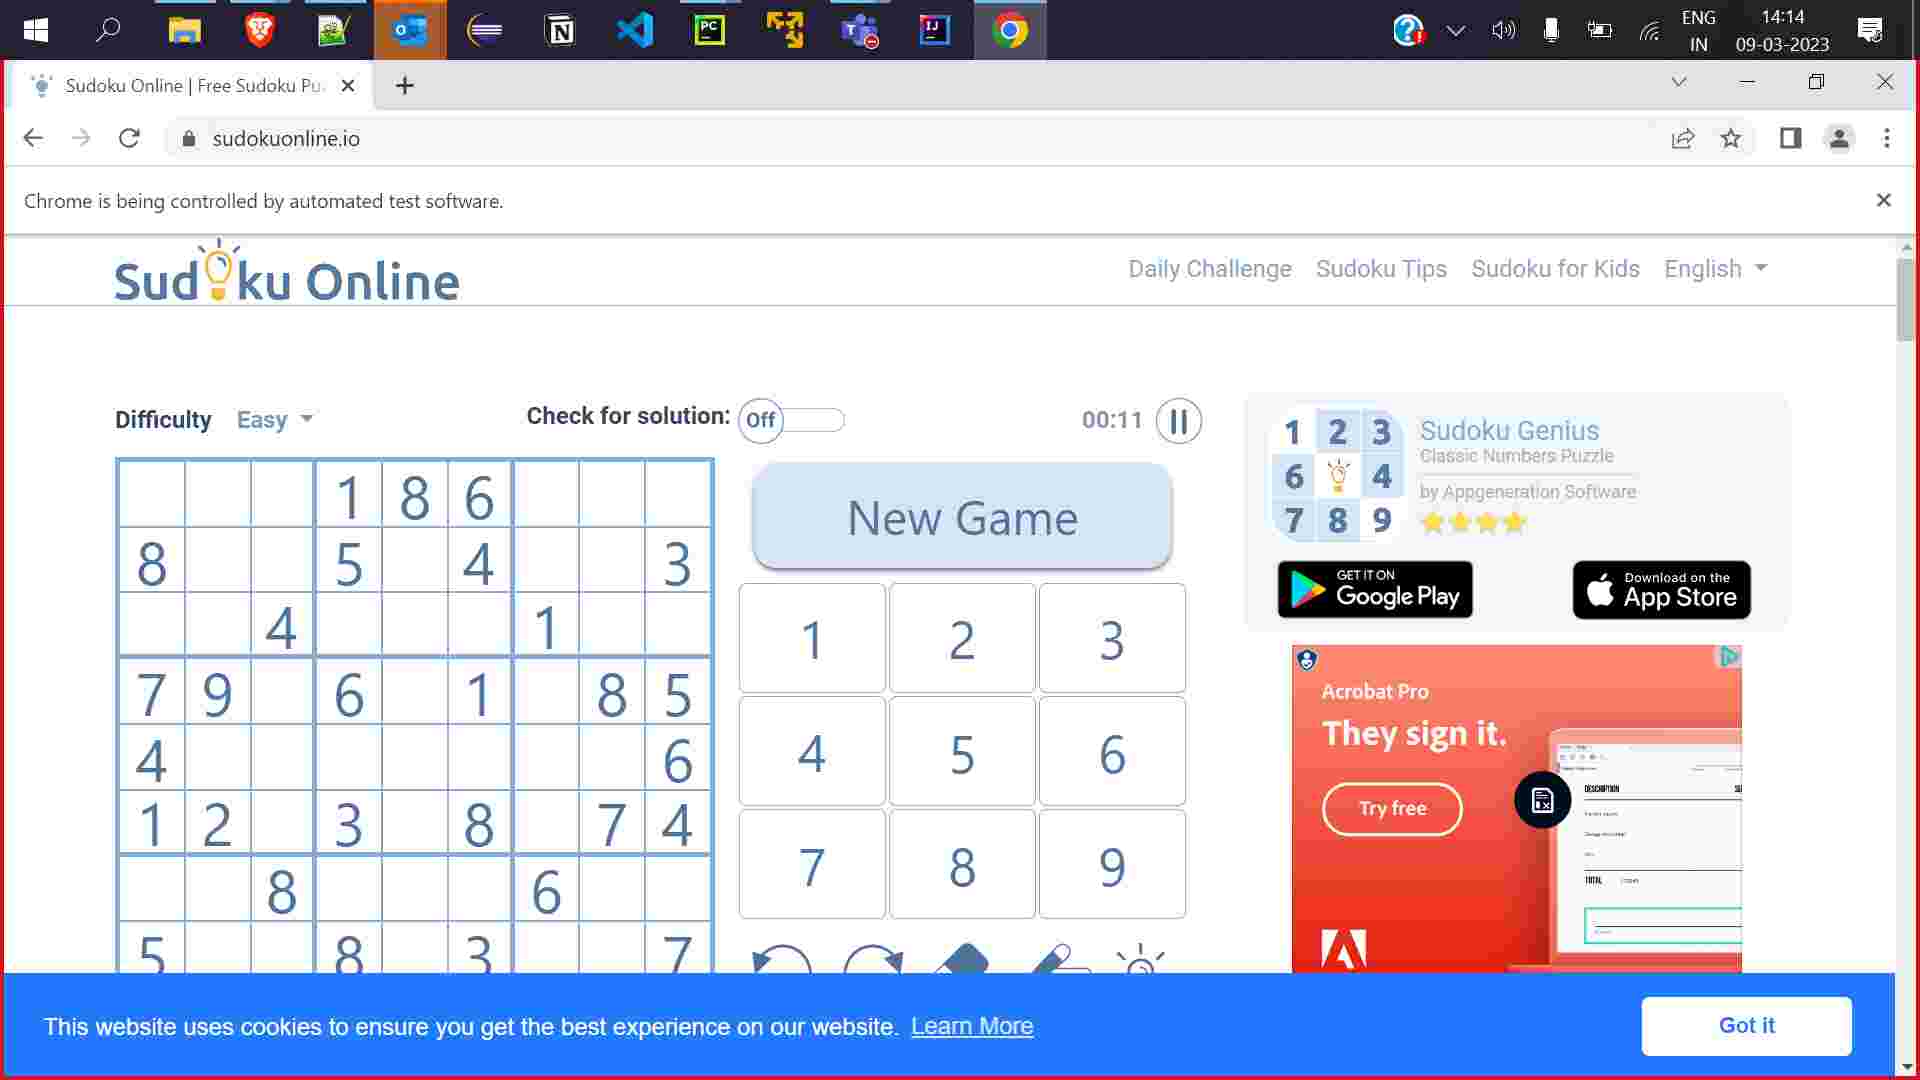 ENG 14:14
IN 09-03-2023
Sudoku Online | Free Sudoku Pu
sudokuonline.io
Chrome is being controlled by automated test software.
Sudoku Online
Daily Challenge Sudoku Tips Sudoku for Kids English
Difficulty Easy Check for solution: Off 00:11
1 8 6
8 5 4 3
4 1
7 9 6 1 8 5
4 6
1 2 3 8 7 4
8 6
5 8 3 7
New Game
1 2 3
4 5 6
7 8 9
1 2 3
6 4
7 8 9
Sudoku Genius
Classic Numbers Puzzle
by Appgeneration Software
GET IT ON
Google Play
Download on the
App Store
Acrobat Pro
They sign it.
Try free
DESCRIPTION
TOTAL
This website uses cookies to ensure you get the best experience on our website. Learn More
Got it